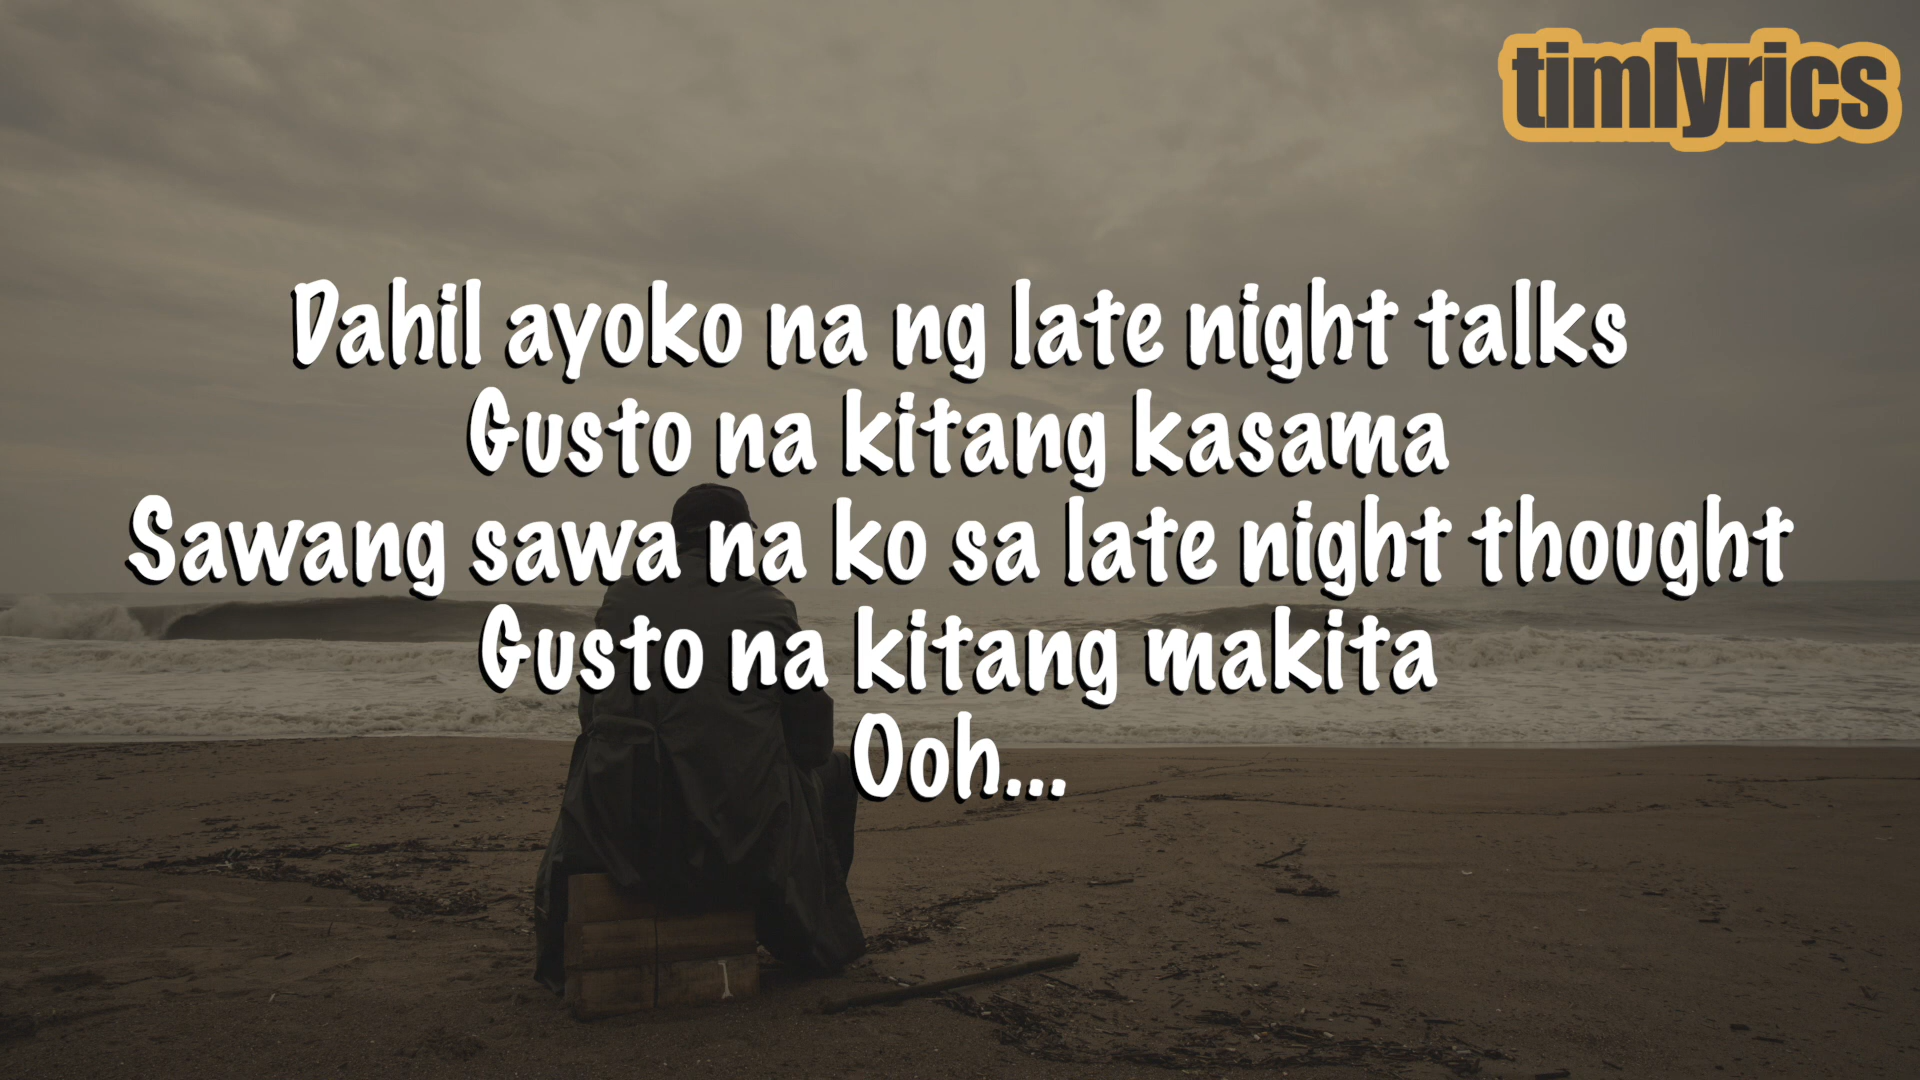 timlyrics
Dahil ayoko na ng late night talks
Gusto na kitang kasama
Sawang sawa na ko sa late night thought
Gusto na kitang makita
Ooh...